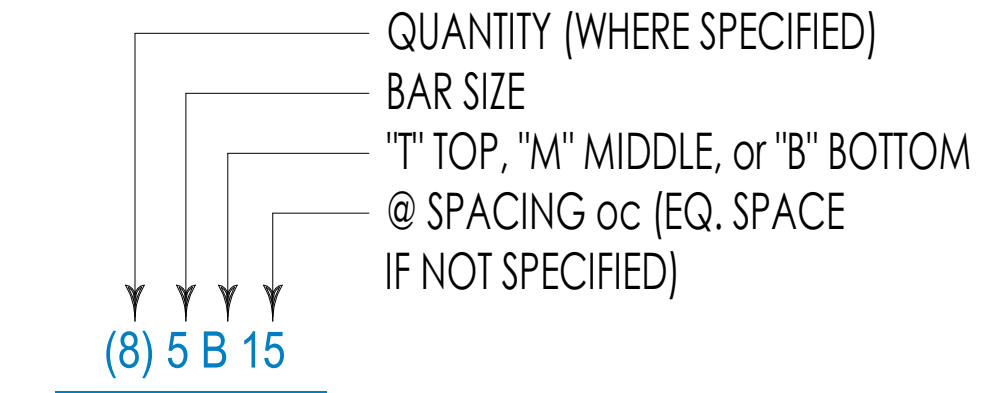 QUANTITY (WHERE SPECIFIED)
BAR SIZE
"T" TOP, "M" MIDDLE, or "B" BOTTOM
@ SPACING oc (EQ. SPACE
IF NOT SPECIFIED)
(8) 5 B 15